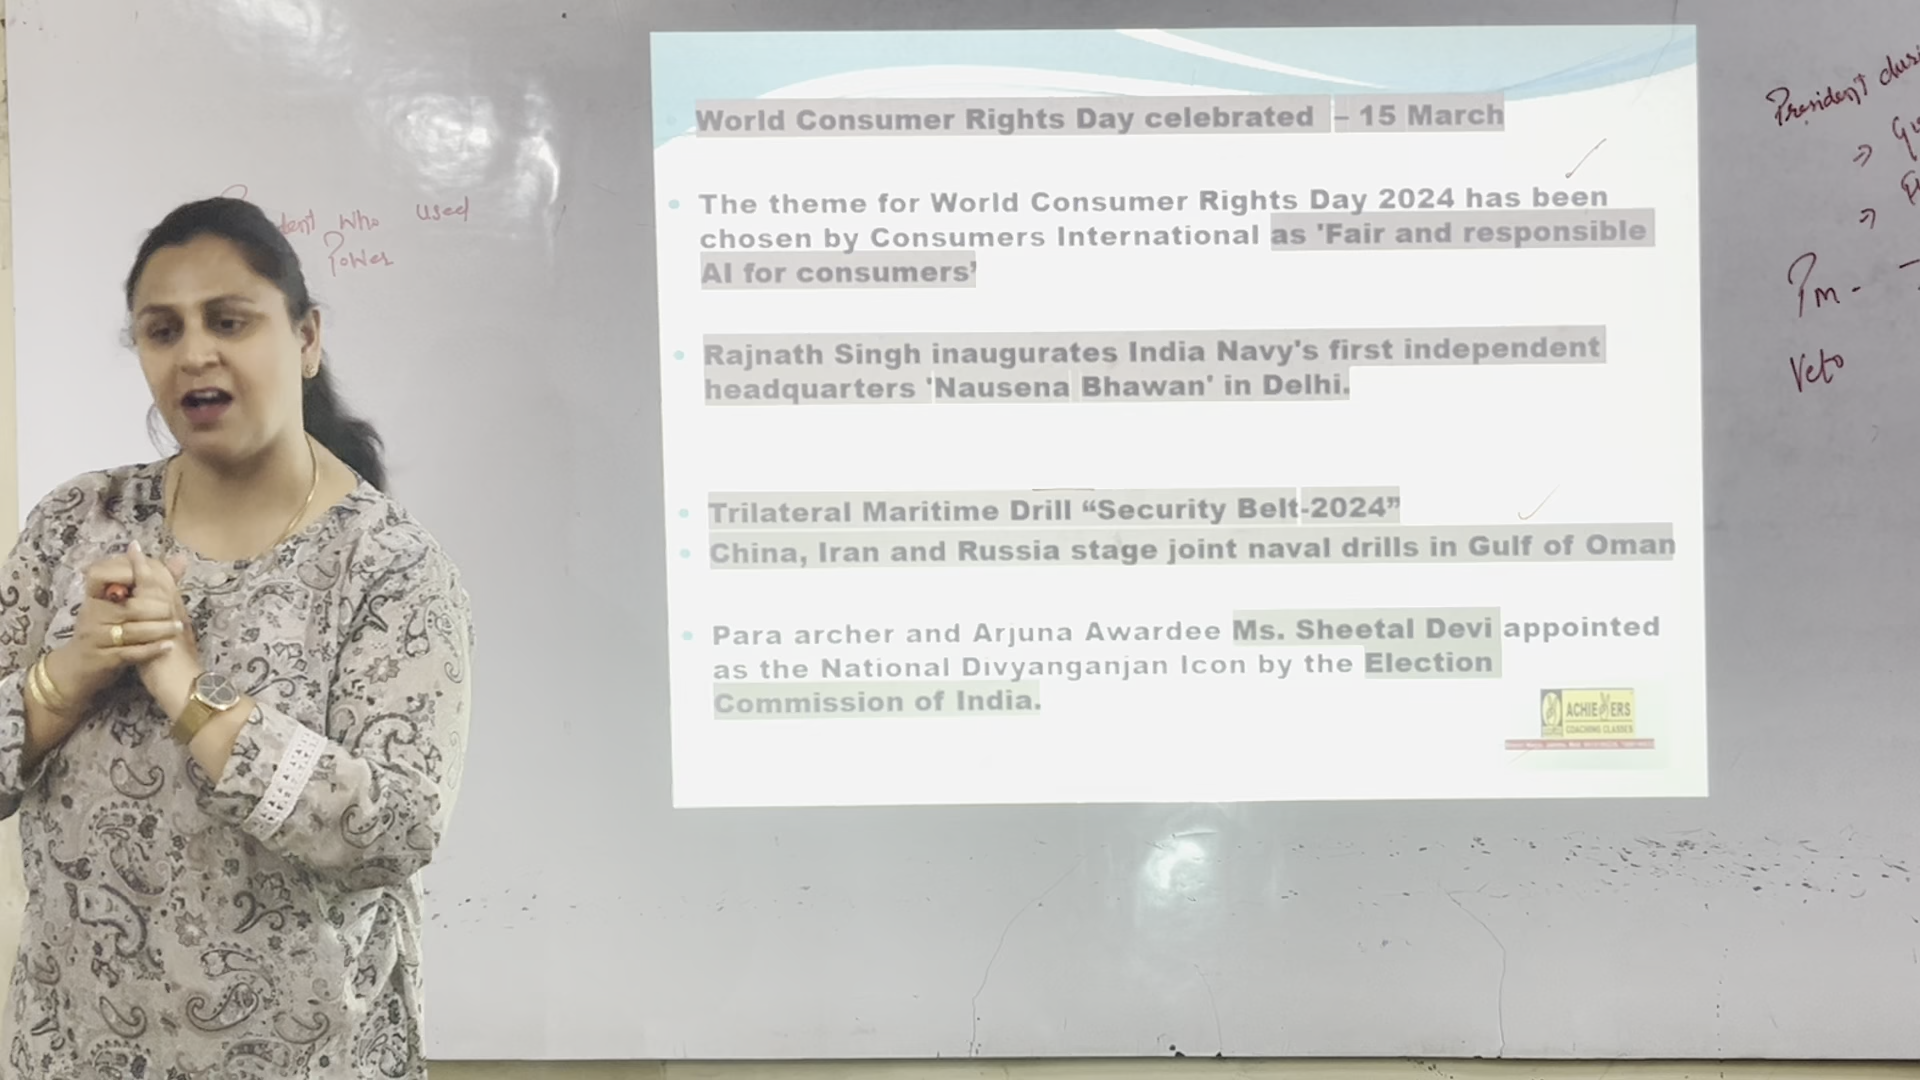 World Consumer Rights Day celebrated – 15 March
The theme for World Consumer Rights Day 2024 has been
chosen by Consumers International as 'Fair and responsible
AI for consumers’
Rajnath Singh inaugurates India Navy's first independent
headquarters 'Nausena Bhawan' in Delhi.
Trilateral Maritime Drill “Security Belt-2024”
China, Iran and Russia stage joint naval drills in Gulf of Oman
Para archer and Arjuna Awardee Ms. Sheetal Devi appointed
as the National Divyanganjan Icon by the Election
Commission of India.
ACHIEVERS
COACHING CLASSES
who used
Power
President
Pm -
Veto